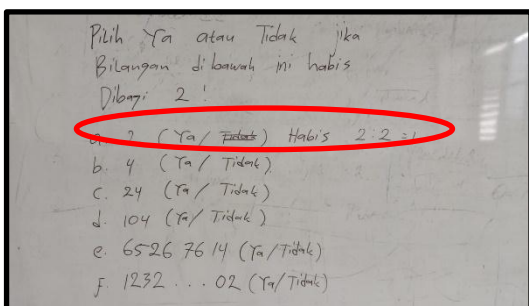 Pilih Ya atau Tidak jika
Bilangan di bawah ini habis
Dibagi 2 !
a. 2 (Ya/ Tidak) Habis 2:2 = 1
b. 4 (Ya / Tidak)
c. 24 (Ya / Tidak)
d. 104 (Ya/ Tidak)
e. 6526 76 14 (Ya/Tidak)
f. 1232 . . . 02 (Ya/Tidak)